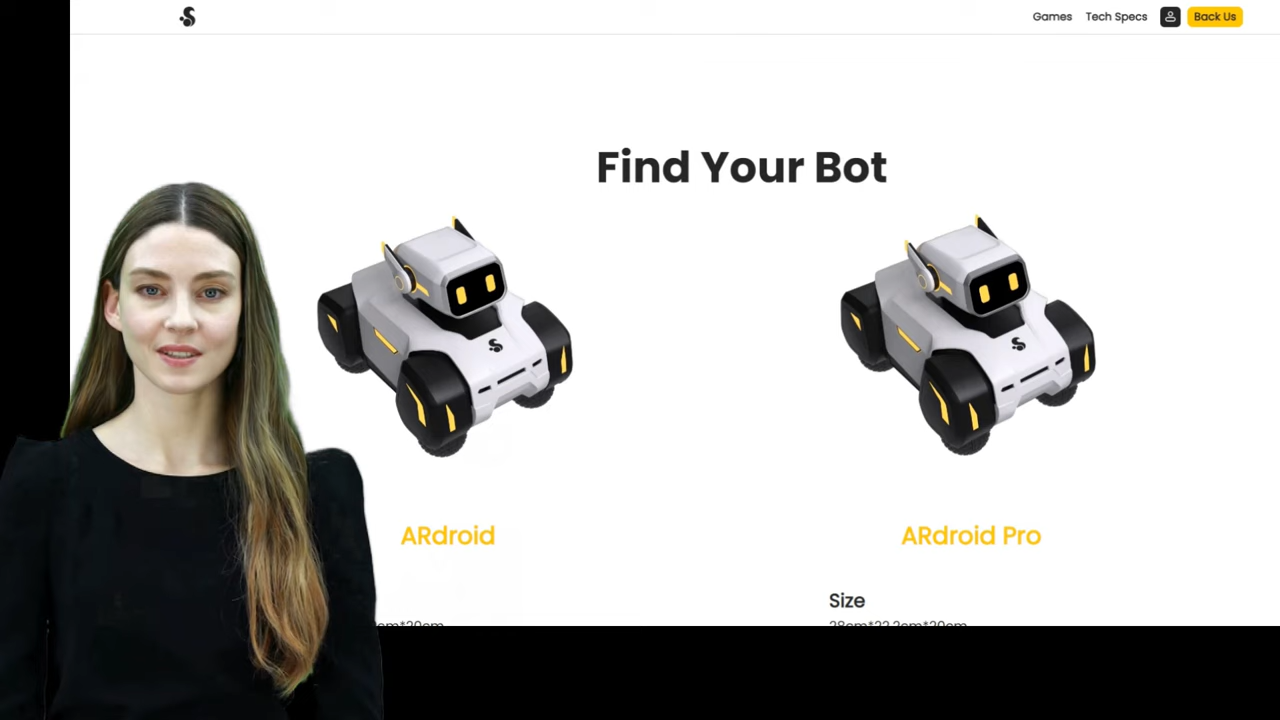 Games Tech Specs Back Us
Find Your Bot
ARdroid
ARdroid Pro
Size